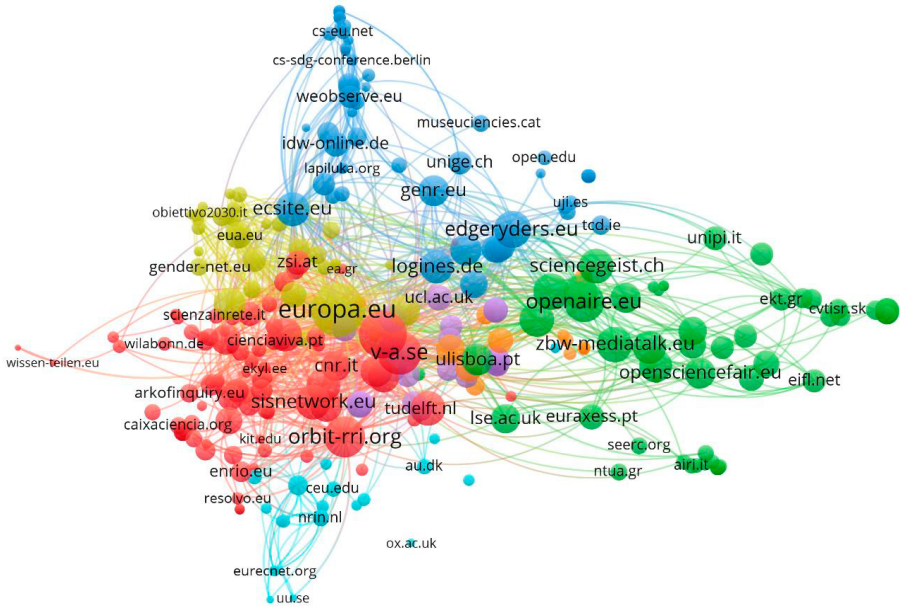 cs-eu.net
cs-sdg-conference.berlin
weobserve.eu
museuciencies.cat
idw-online.de
lapiluka.org
unige.ch
open.edu
genr.eu
uji.es
obiettivo2030.it
ecsite.eu
edgeryders.eu
tcd.ie
eua.eu
unipi.it
gender-net.eu
zsi.at
ea.gr
logines.de
sciencegeist.ch
ucl.ac.uk
openaire.eu
ekt.gr
cvtisr.sk
europa.eu
scienzainrete.it
wilabonn.de
cienciaviva.pt
zbw-mediatalk.eu
wissen-teilen.eu
v-a.se
ulisboa.pt
ekyl.ee
cnr.it
opensciencefair.eu
eifl.net
arkofinquiry.eu
sisnetwork.eu
tudelft.nl
lse.ac.uk
euraxess.pt
caixaciencia.org
kit.edu
orbit-rri.org
seerc.org
enrio.eu
au.dk
ntua.gr
airi.it
resolvo.eu
ceu.edu
nrin.nl
ox.ac.uk
eurecnet.org
uu.se